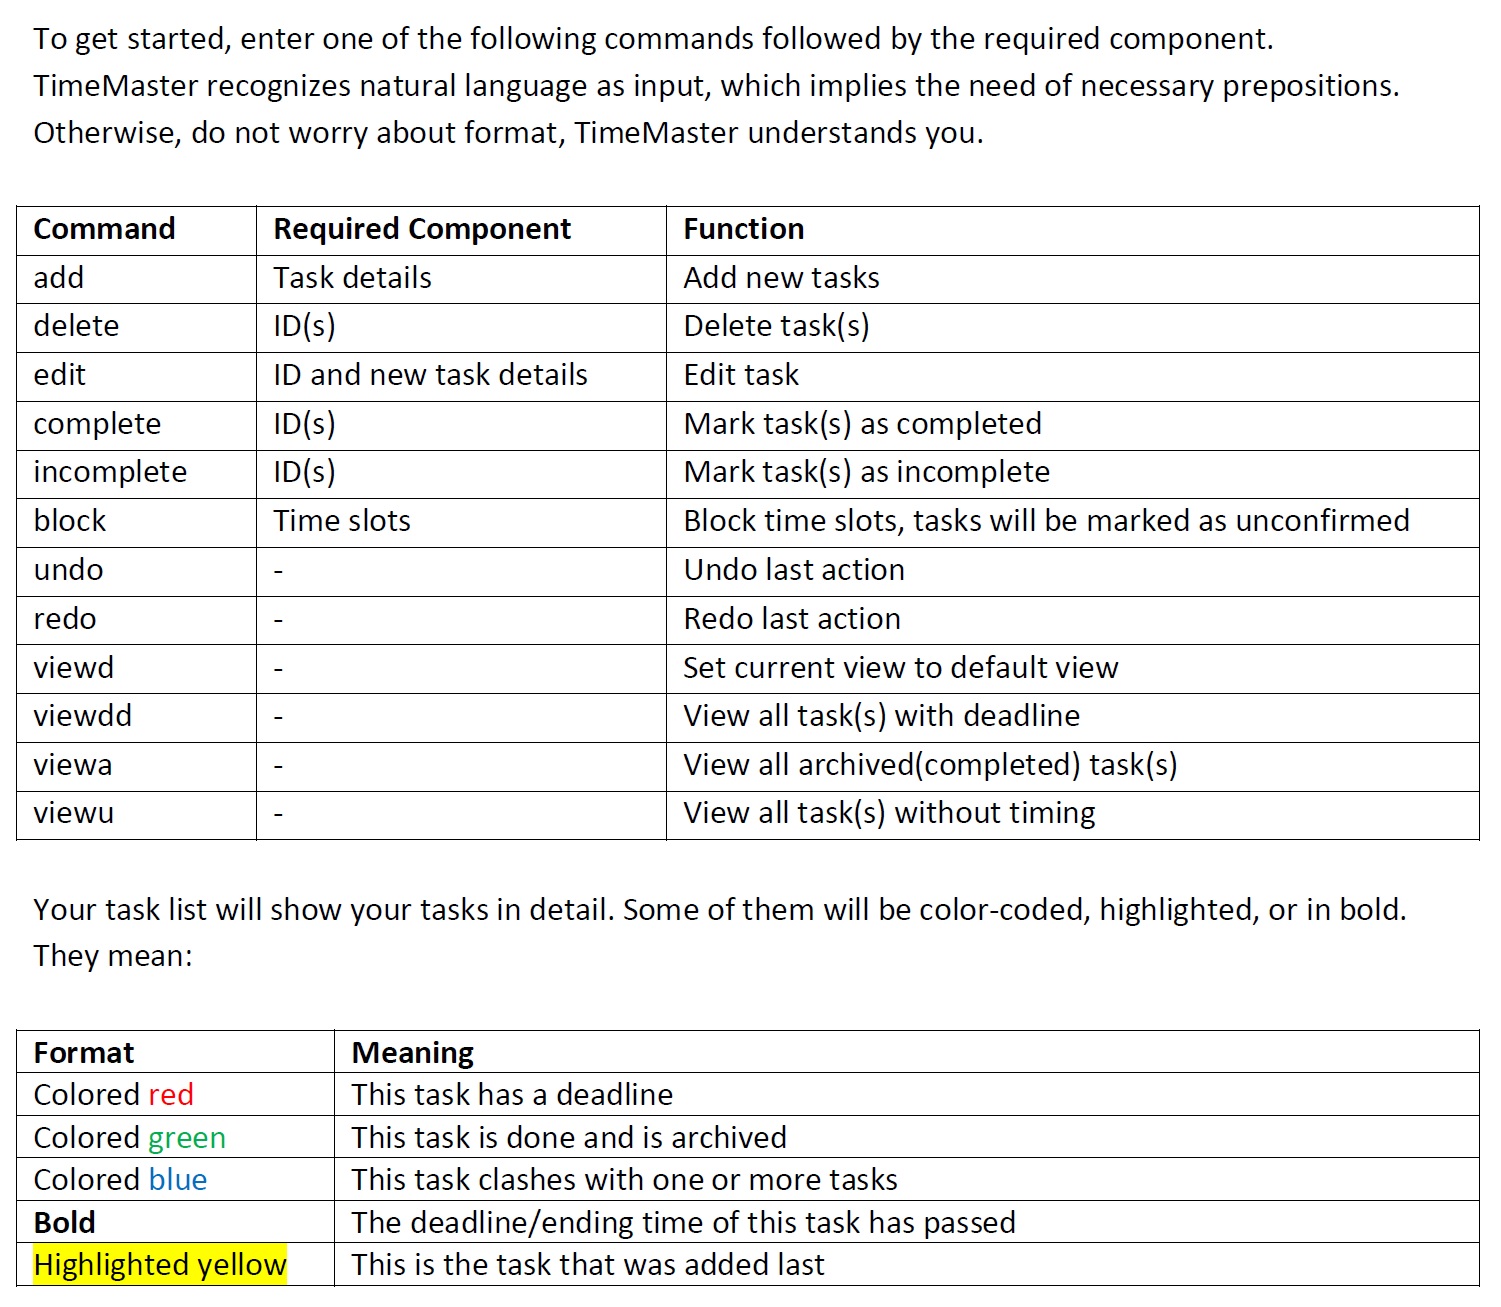 To get started, enter one of the following commands followed by the required component.
TimeMaster recognizes natural language as input, which implies the need of necessary prepositions.
Otherwise, do not worry about format, TimeMaster understands you.
Command Required Component Function
add Task details Add new tasks
delete ID(s) Delete task(s)
edit ID and new task details Edit task
complete ID(s) Mark task(s) as completed
incomplete ID(s) Mark task(s) as incomplete
block Time slots Block time slots, tasks will be marked as unconfirmed
undo - Undo last action
redo - Redo last action
viewd - Set current view to default view
viewdd - View all task(s) with deadline
viewa - View all archived(completed) task(s)
viewu - View all task(s) without timing
Your task list will show your tasks in detail. Some of them will be color-coded, highlighted, or in bold.
They mean:
Format Meaning
Colored red This task has a deadline
Colored green This task is done and is archived
Colored blue This task clashes with one or more tasks
Bold The deadline/ending time of this task has passed
Highlighted yellow This is the task that was added last